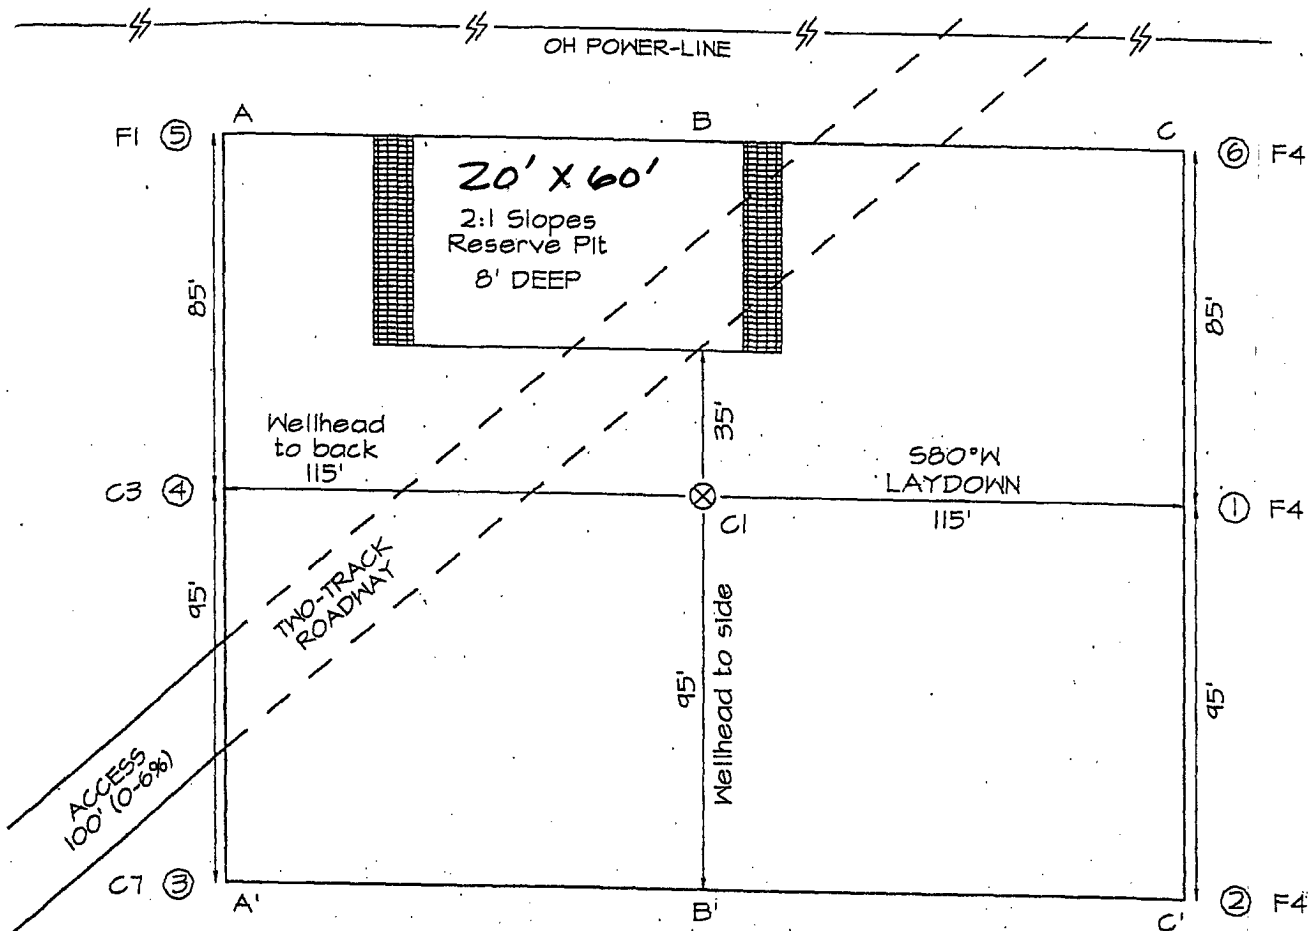 OH POWER-LINE
A
B
C
F1 5
6 F4
20' X 60'
2:1 Slopes
Reserve Pit
8' DEEP
85'
85'
35'
Wellhead
to back
115'
S80°W
LAYDOWN
115'
C3 4
C1
1 F4
TWO-TRACK
ROADWAY
95'
95'
Wellhead to side
95'
ACCESS
100' (0-6%)
C7 3
A'
B'
C'
2 F4